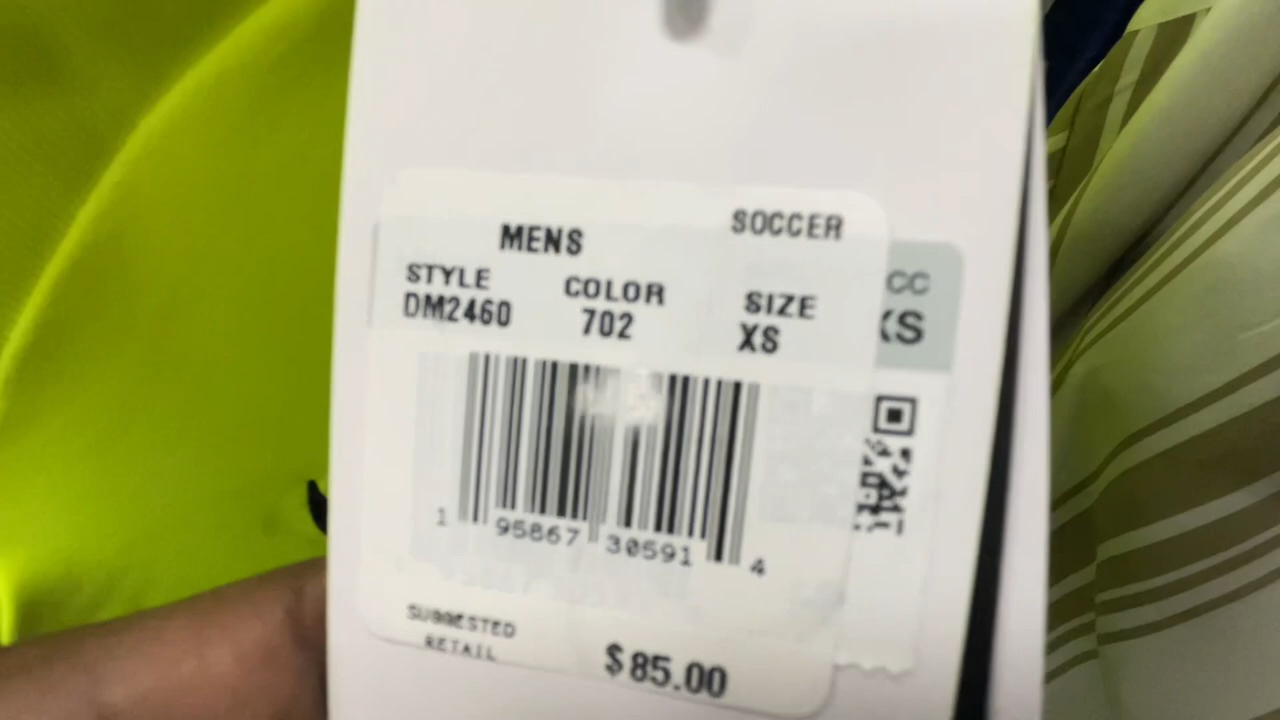 MENS
SOCCER
STYLE COLOR SIZE
DM2460 702 XS
CC
XS
1 95867 30591 4
SUGGESTED
RETAIL
$85.00